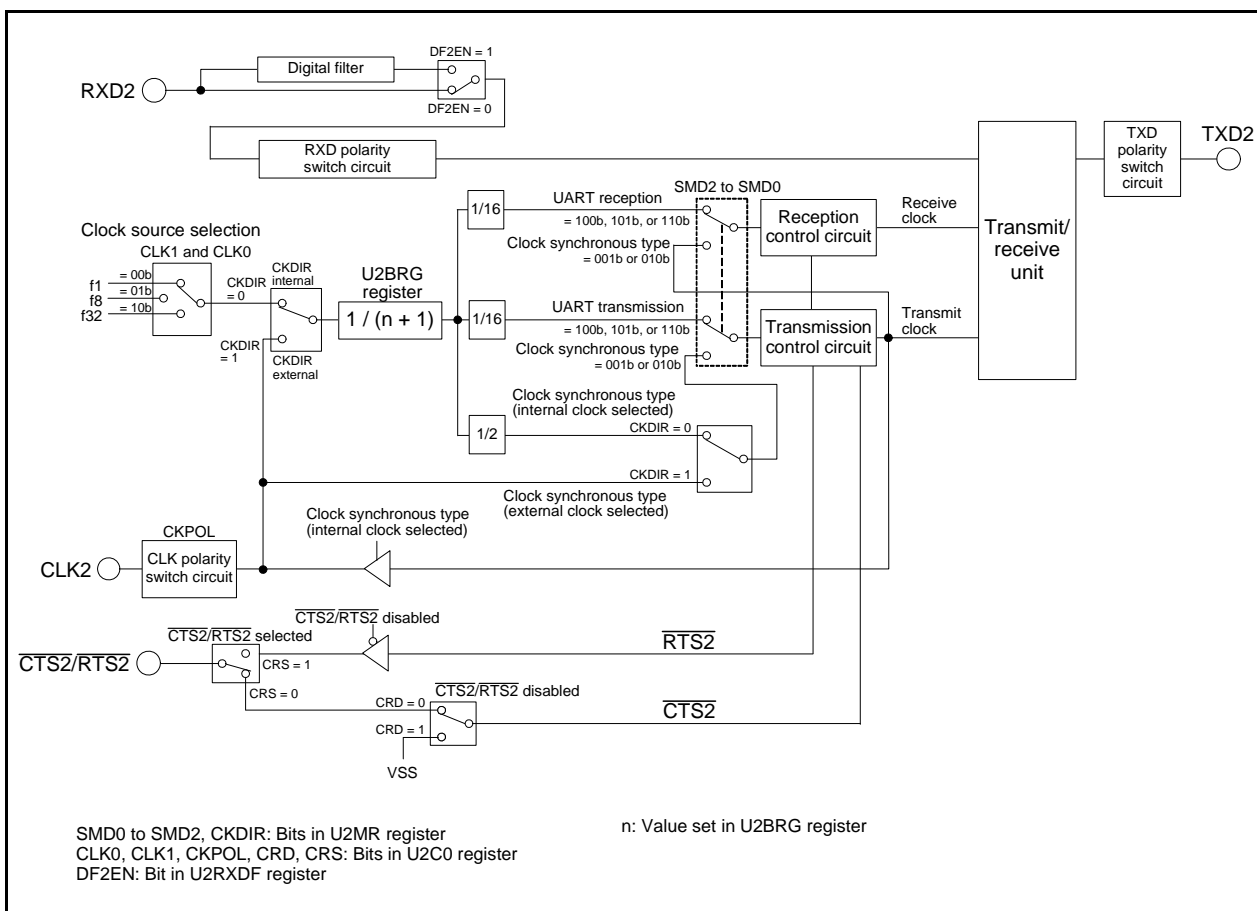 DF2EN = 1
Digital filter
RXD2
DF2EN = 0
RXD polarity
switch circuit
TXD
polarity
switch
circuit
TXD2
SMD2 to SMD0
UART reception
1/16
= 100b, 101b, or 110b
Clock synchronous type
= 001b or 010b
Reception
control circuit
Receive
clock
Transmit/
receive
unit
Clock source selection
CLK1 and CLK0
= 00b
= 01b
= 10b
f1
f8
f32
CKDIR
= 0
CKDIR
internal
CKDIR
= 1
CKDIR
external
U2BRG
register
1 / (n + 1)
1/16
UART transmission
= 100b, 101b, or 110b
Clock synchronous type
= 001b or 010b
Transmission
control circuit
Transmit
clock
Clock synchronous type
(internal clock selected)
1/2
CKDIR = 0
CKDIR = 1
Clock synchronous type
(external clock selected)
Clock synchronous type
(internal clock selected)
CKPOL
CLK2
CLK polarity
switch circuit
CTS2/RTS2 disabled
CTS2/RTS2 selected
CTS2/RTS2
CRS = 1
RTS2
CRS = 0
CTS2/RTS2 disabled
CRD = 0
CTS2
CRD = 1
VSS
SMD0 to SMD2, CKDIR: Bits in U2MR register
CLK0, CLK1, CKPOL, CRD, CRS: Bits in U2C0 register
DF2EN: Bit in U2RXDF register
n: Value set in U2BRG register